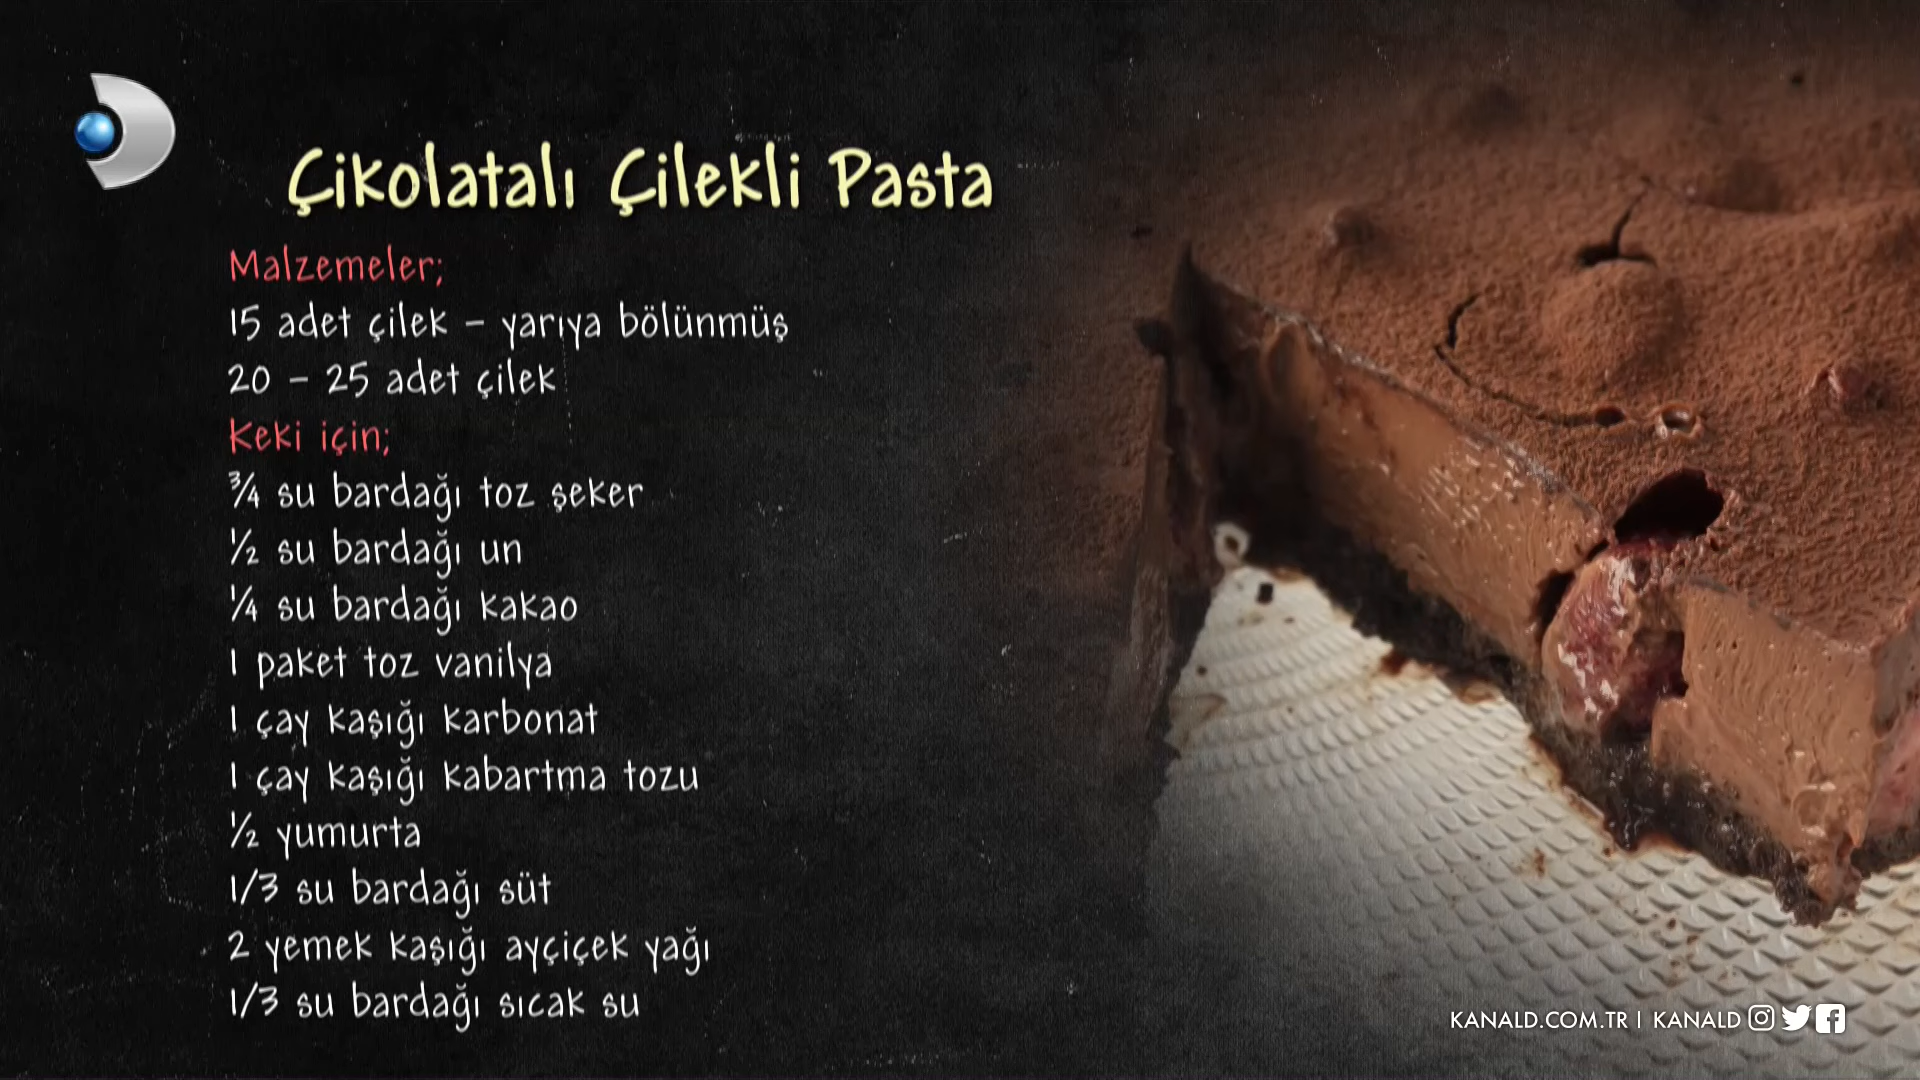 Çikolatalı Çilekli Pasta
Malzemeler;
15 adet çilek – yarıya bölünmüş
20 – 25 adet çilek
Keki için;
¾ su bardağı toz şeker
½ su bardağı un
¼ su bardağı kakao
1 paket toz vanilya
1 çay kaşığı karbonat
1 çay kaşığı kabartma tozu
½ yumurta
1/3 su bardağı süt
2 yemek kaşığı ayçiçek yağı
1/3 su bardağı sıcak su
KANALD.COM.TR | KANALD